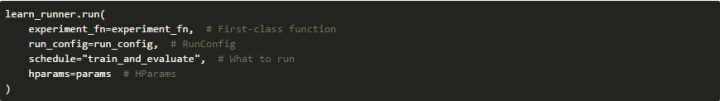 learn_runner.run(
    experiment_fn=experiment_fn,  # First-class function
    run_config=run_config,  # RunConfig
    schedule="train_and_evaluate",  # What to run
    hparams=params  # HParams
)